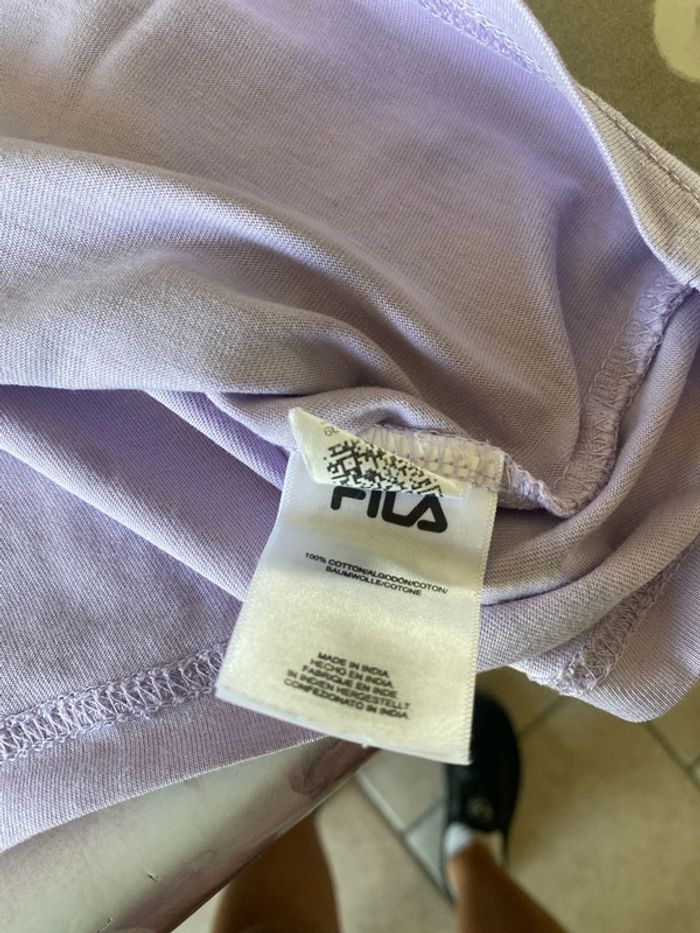 FILA
100% COTTON/ALGODÓN/COTON/
BAUMWOLLE/COTONE
MADE IN INDIA
HECHO EN INDIA
FABRIQUE EN INDE
IN INDIEN HERGESTELLT
CONFEZIONATO IN INDIA